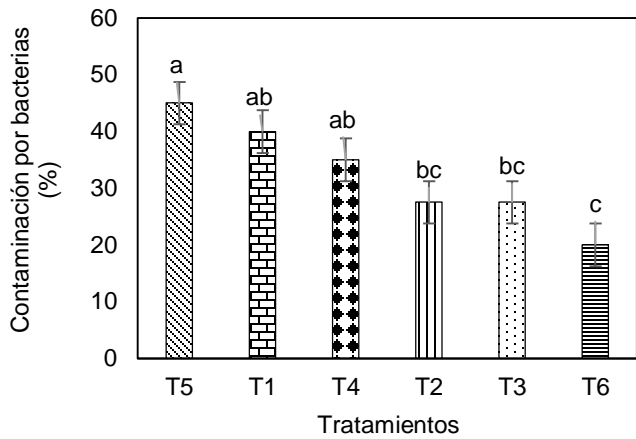 Contaminación por bacterias
(%)
60
50
40
30
20
10
0
a
ab
ab
bc
bc
c
T5 T1 T4 T2 T3 T6
Tratamientos